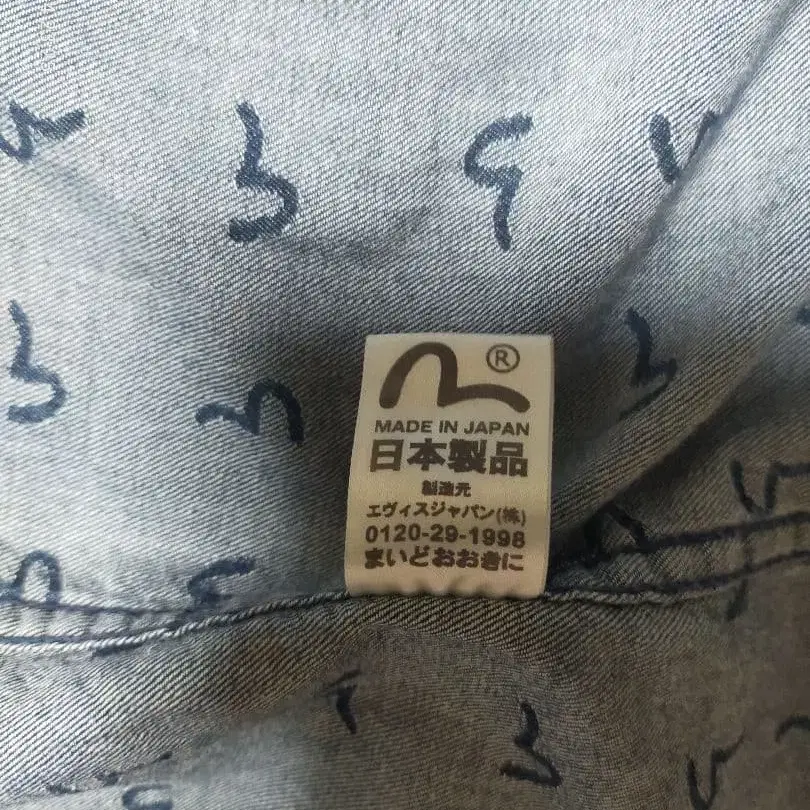 ®
MADE IN JAPAN
日本製品
製造元
エヴィスジャパン(株)
0120-29-1998
まいどおおきに